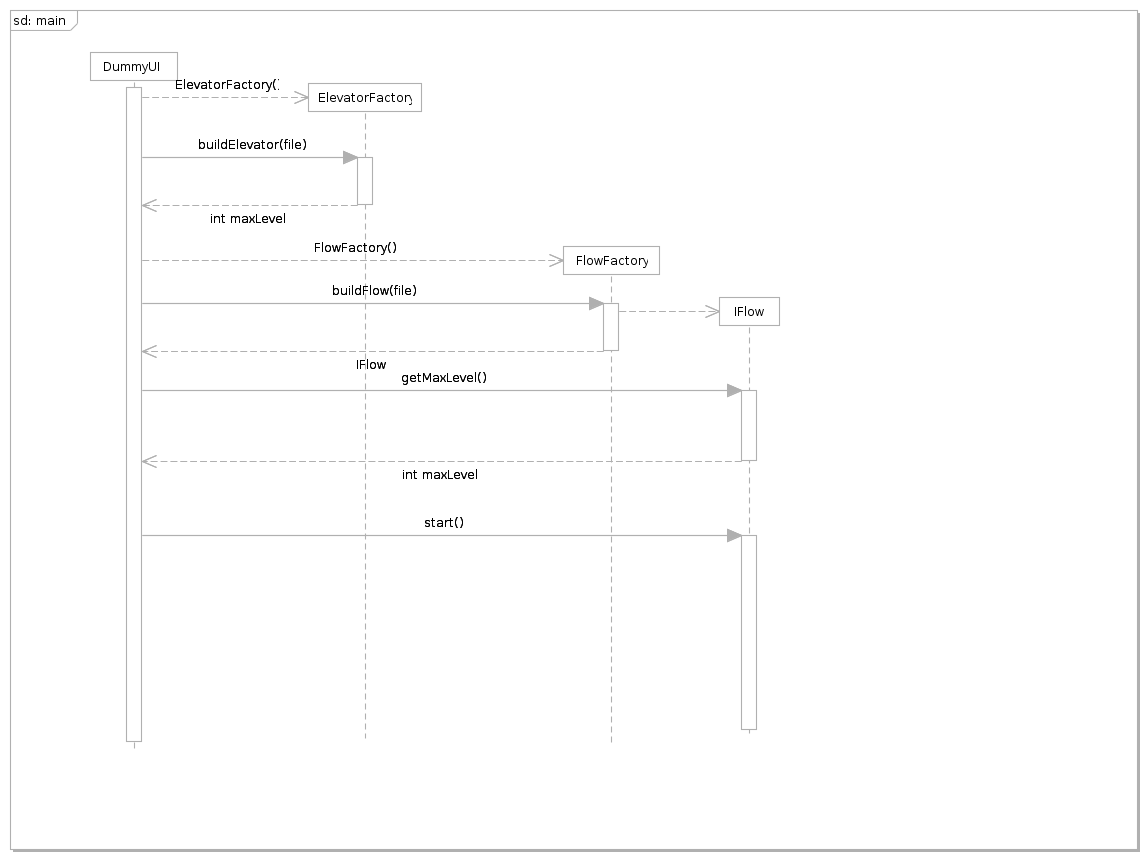 sd: main
DummyUI
ElevatorFactory()
ElevatorFactory
buildElevator(file)
int maxLevel
FlowFactory()
FlowFactory
buildFlow(file)
IFlow
IFlow
getMaxLevel()
int maxLevel
start()